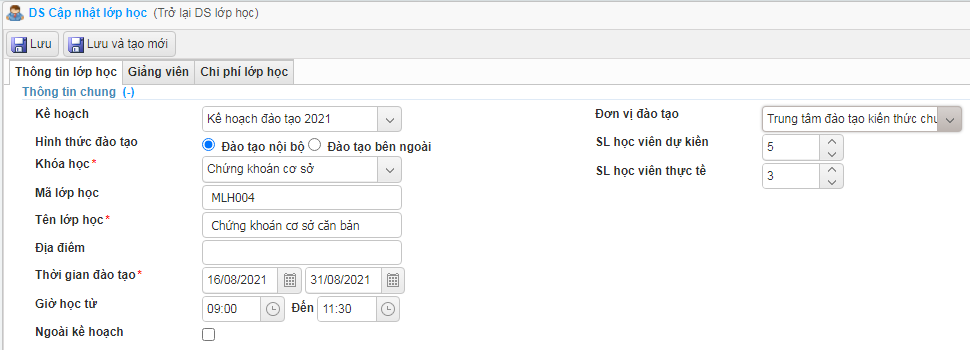 DS Cập nhật lớp học (Trở lại DS lớp học)
Lưu Lưu và tạo mới
Thông tin lớp học Giảng viên Chi phí lớp học
Thông tin chung (-)
Kế hoạch Kế hoạch đào tạo 2021 Đơn vị đào tạo Trung tâm đào tạo kiến thức
Hình thức đào tạo Đào tạo nội bộ Đào tạo bên ngoài SL học viên dự kiến 5
Khóa học* Chứng khoán cơ sở SL học viên thực tế 3
Mã lớp học MLH004
Tên lớp học* Chứng khoán cơ sở căn bản
Địa điểm
Thời gian đào tạo* 16/08/2021 31/08/2021
Giờ học từ 09:00 Đến 11:30
Ngoài kế hoạch